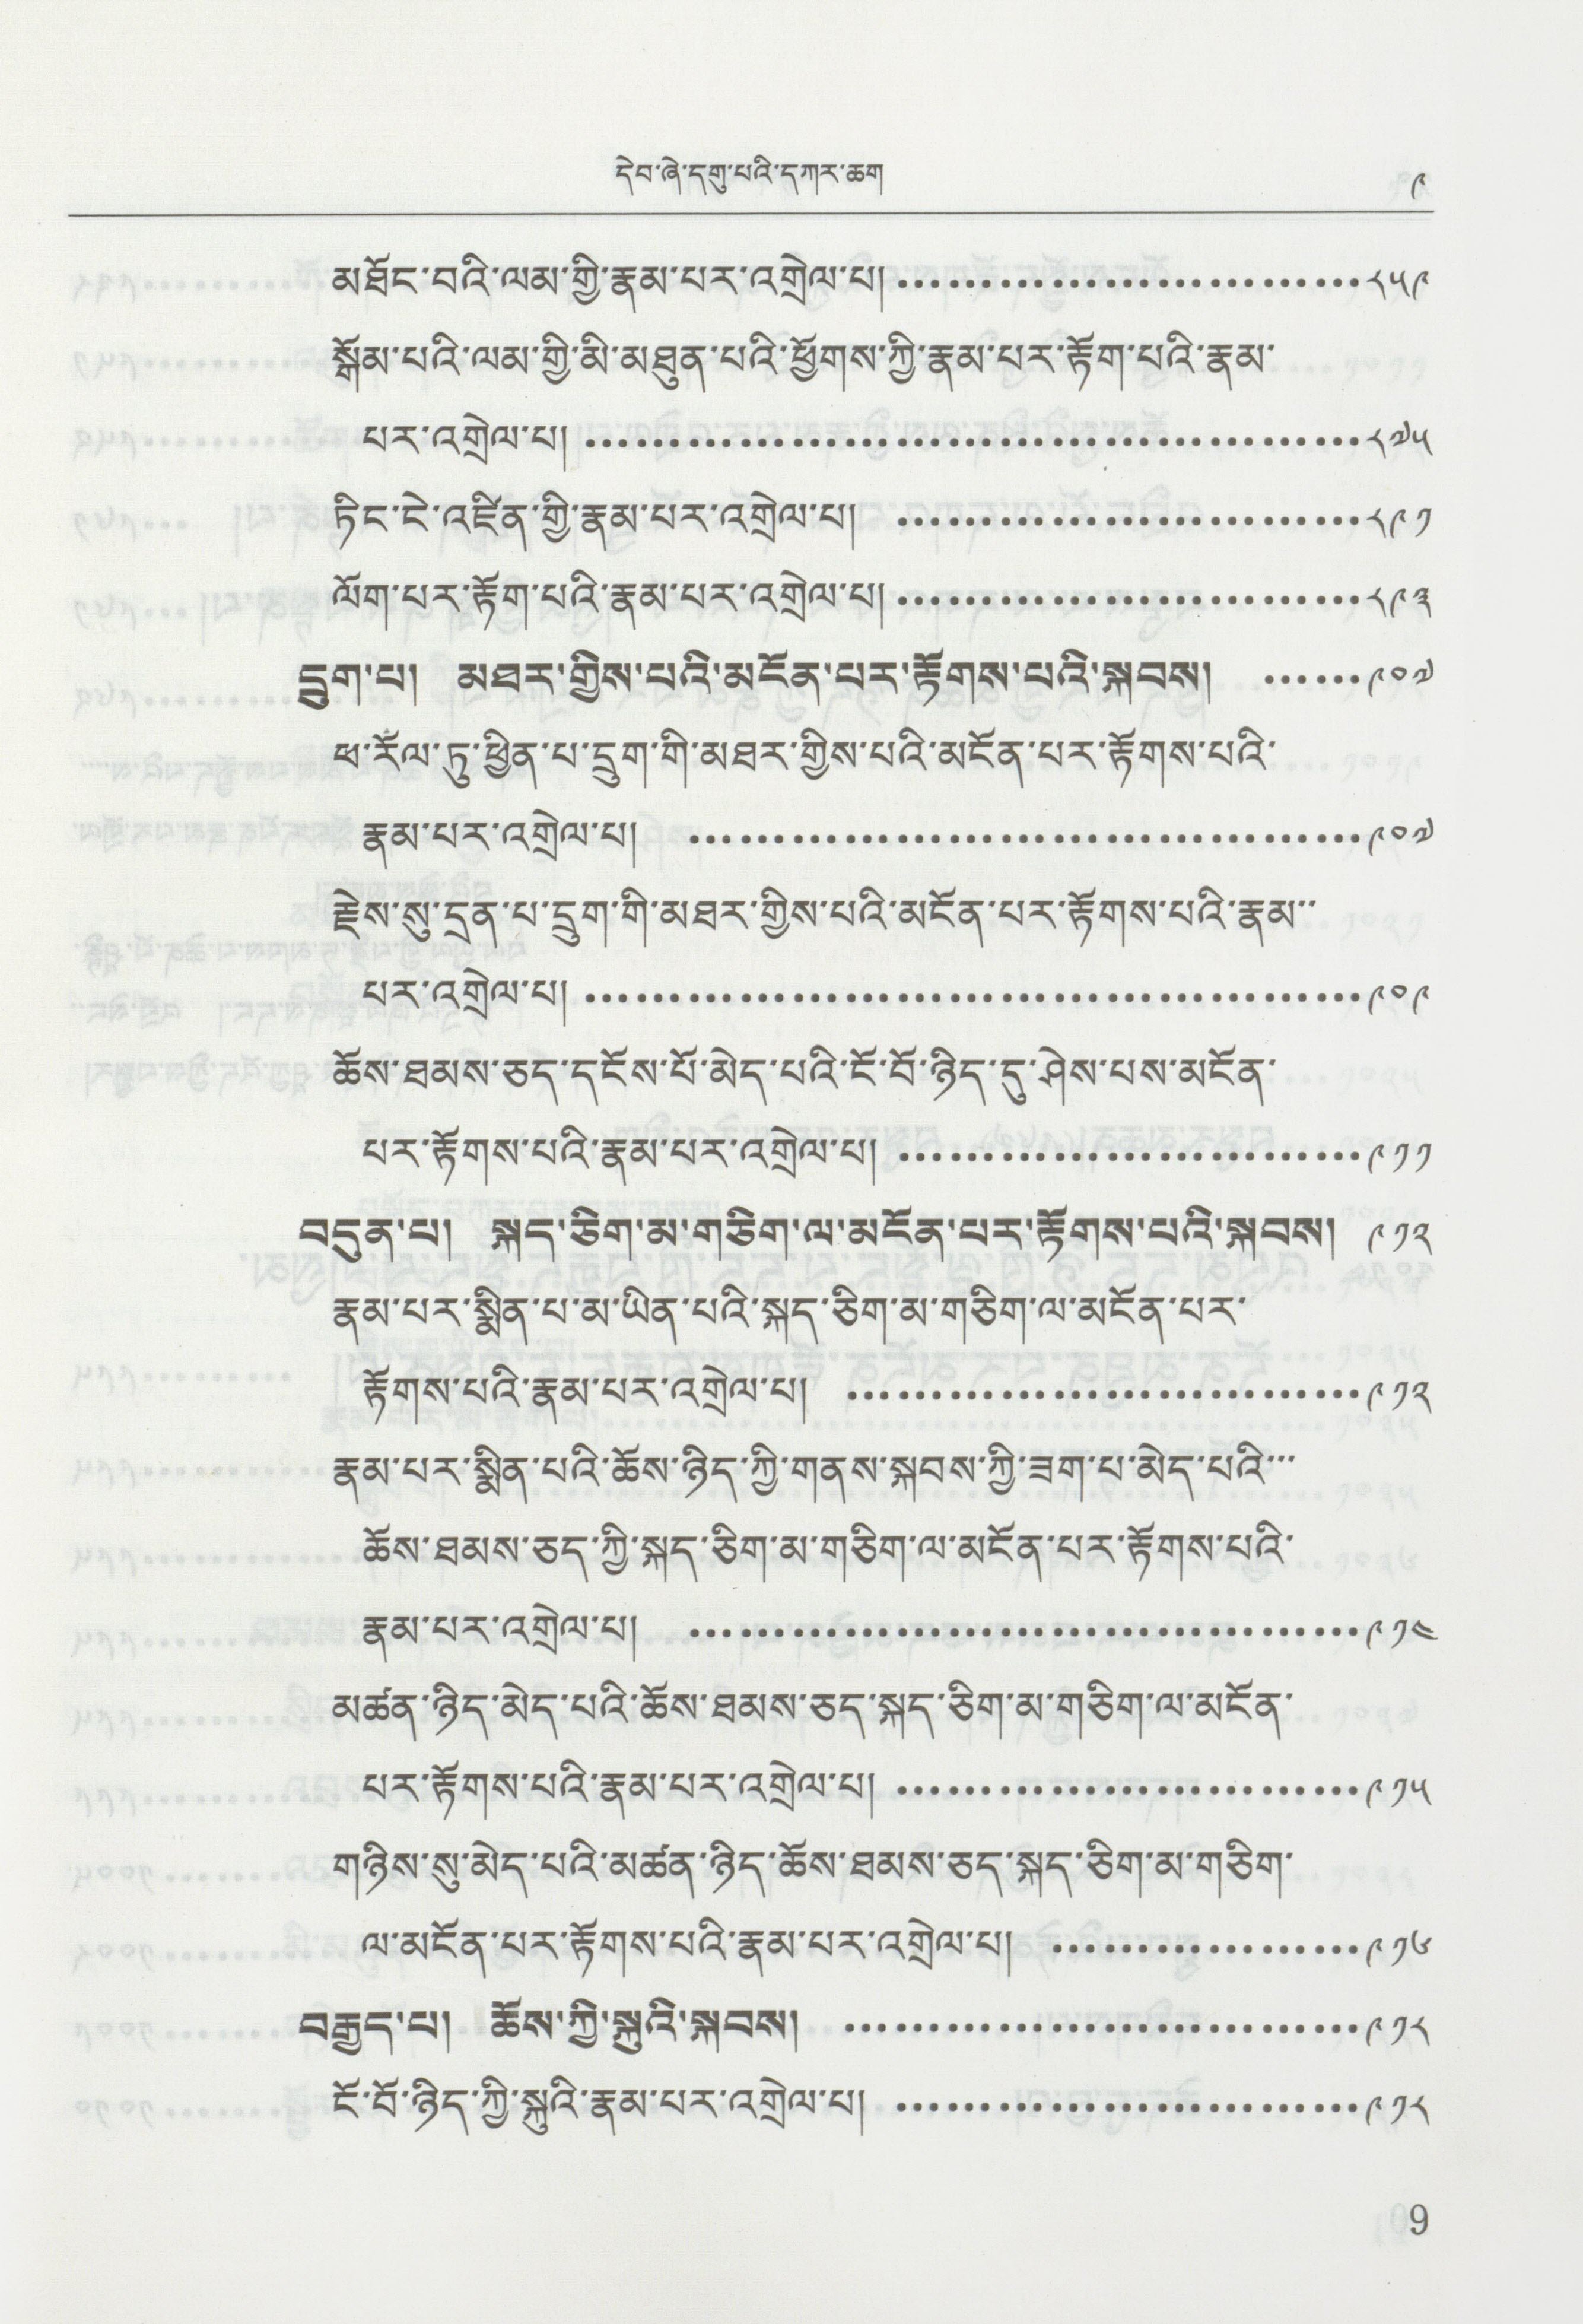 དེབ་ཞེ་དགུ་པའི་དཀར་ཆག ༩
མཐོང་བའི་ལམ་གྱི་རྣམ་པར་འགྲེལ་པ།……………………༨༥༩
སྒོམ་པའི་ལམ་གྱི་མི་མཐུན་པའི་ཕྱོགས་ཀྱི་རྣམ་པར་རྟོག་པའི་རྣམ་
པར་འགྲེལ་པ།……………………………………༨༧༥
ཏིང་ངེ་འཛིན་གྱི་རྣམ་པར་འགྲེལ་པ། ……………………༨༩༡
ལོག་པར་རྟོག་པའི་རྣམ་པར་འགྲེལ་པ།……………………༨༩༣
དྲུག་པ། མཐར་གྱིས་པའི་མངོན་པར་རྟོགས་པའི་སྐབས། ……༩༠༧
ཕ་རོལ་ཏུ་ཕྱིན་པ་དྲུག་གི་མཐར་གྱིས་པའི་མངོན་པར་རྟོགས་པའི་
རྣམ་པར་འགྲེལ་པ། ………………………………༩༠༧
རྗེས་སུ་དྲན་པ་དྲུག་གི་མཐར་གྱིས་པའི་མངོན་པར་རྟོགས་པའི་རྣམ་་
པར་འགྲེལ་པ།……………………………………༩༠༩
ཆོས་ཐམས་ཅད་དངོས་པོ་མེད་པའི་ངོ་བོ་ཉིད་དུ་ཤེས་པས་མངོན་
པར་རྟོགས་པའི་རྣམ་པར་འགྲེལ་པ། ……………………༩༡༡
བདུན་པ། སྐད་ཅིག་མ་གཅིག་ལ་མངོན་པར་རྟོགས་པའི་སྐབས། ༩༡༢
རྣམ་པར་སྨིན་པ་མ་ཡིན་པའི་སྐད་ཅིག་མ་གཅིག་ལ་མངོན་པར་
རྟོགས་པའི་རྣམ་པར་འགྲེལ་པ། ………………………༩༡༢
རྣམ་པར་སྨིན་པའི་ཆོས་ཉིད་ཀྱི་གནས་སྐབས་ཀྱི་ཟག་པ་མེད་པའི་་་
ཆོས་ཐམས་ཅད་ཀྱི་སྐད་ཅིག་མ་གཅིག་ལ་མངོན་པར་རྟོགས་པའི་
རྣམ་པར་འགྲེལ་པ། ………………………………༩༡༤
མཚན་ཉིད་མེད་པའི་ཆོས་ཐམས་ཅད་སྐད་ཅིག་མ་གཅིག་ལ་མངོན་
པར་རྟོགས་པའི་རྣམ་པར་འགྲེལ་པ། ……………………༩༡༥
གཉིས་སུ་མེད་པའི་མཚན་ཉིད་ཆོས་ཐམས་ཅད་སྐད་ཅིག་མ་གཅིག་
ལ་མངོན་པར་རྟོགས་པའི་རྣམ་པར་འགྲེལ་པ། ……………༩༡༦
བརྒྱད་པ། ཆོས་ཀྱི་སྐུའི་སྐབས། ………………………༩༡༨
ངོ་བོ་ཉིད་ཀྱི་སྐུའི་རྣམ་པར་འགྲེལ་པ། ……………………༩༡༨
9